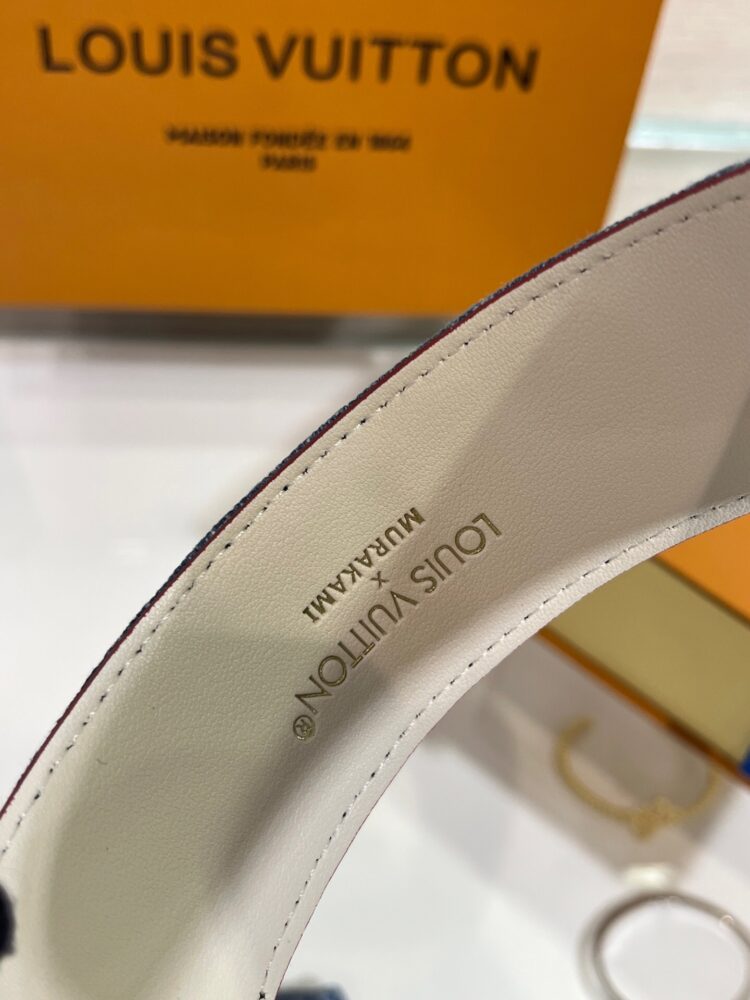 LOUIS VUITTON
MAISON FONDÉE EN 1854
PARIS
LOUIS VUITTON®
X
MURAKAMI